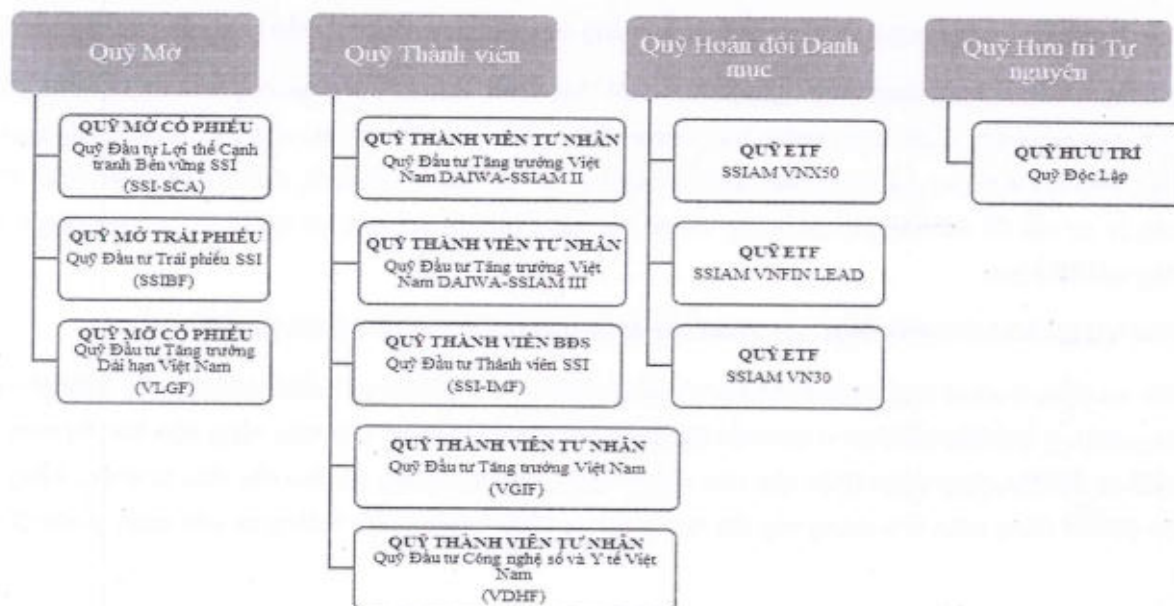 Quỹ Mở
QUỸ MỞ CỔ PHIẾU
Quỹ Đầu tư Lợi thế Cạnh
tranh Bền vững SSI
(SSI-SCA)
QUỸ MỞ TRÁI PHIẾU
Quỹ Đầu tư Trái phiếu SSI
(SSIBF)
QUỸ MỞ CỔ PHIẾU
Quỹ Đầu tư Tăng trưởng
Dài hạn Việt Nam
(VLGF)
Quỹ Thành viên
QUỸ THÀNH VIÊN TƯ NHÂN
Quỹ Đầu tư Tăng trưởng Việt
Nam DAIWA-SSIAM II
QUỸ THÀNH VIÊN TƯ NHÂN
Quỹ Đầu tư Tăng trưởng Việt
Nam DAIWA-SSIAM III
QUỸ THÀNH VIÊN BĐS
Quỹ Đầu tư Thành viên SSI
(SSI-IMF)
QUỸ THÀNH VIÊN TƯ NHÂN
Quỹ Đầu tư Tăng trưởng Việt Nam
(VGIF)
QUỸ THÀNH VIÊN TƯ NHÂN
Quỹ Đầu tư Công nghệ số và Y tế Việt
Nam
(VDHF)
Quỹ Hoán đổi Danh
mục
QUỸ ETF
SSIAM VNX50
QUỸ ETF
SSIAM VNFIN LEAD
QUỸ ETF
SSIAM VN30
Quỹ Hưu trí Tự
nguyện
QUỸ HƯU TRÍ
Quỹ Độc Lập